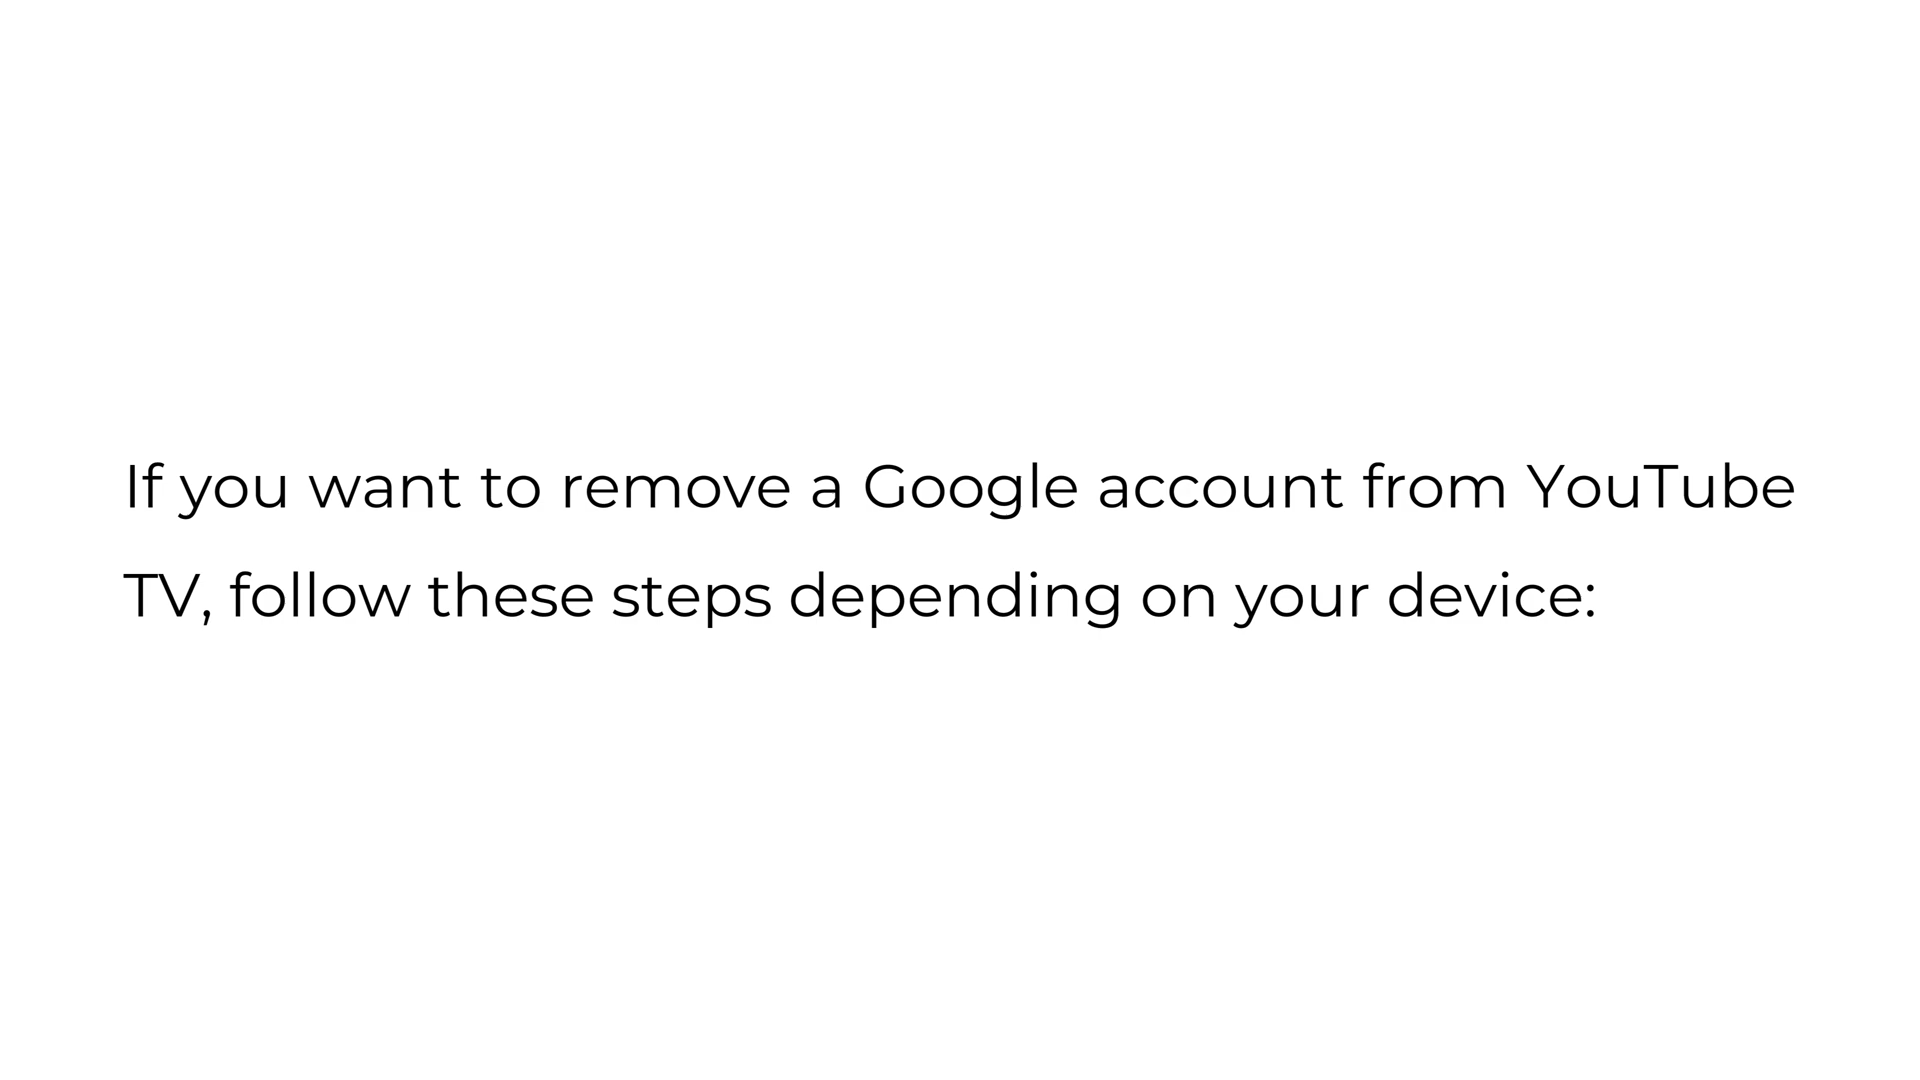 If you want to remove a Google account from YouTube
TV, follow these steps depending on your device: